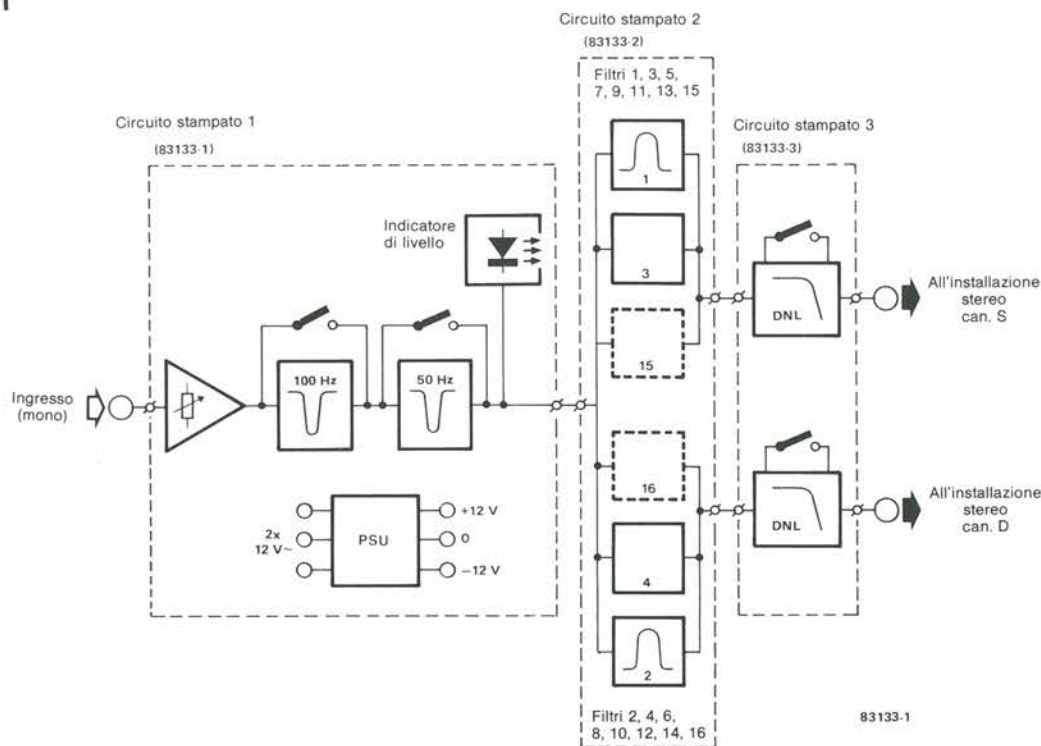 Circuito stampato 2
(83133-2)
Filtri 1, 3, 5,
7, 9, 11, 13, 15
Circuito stampato 1
(83133-1)
Circuito stampato 3
(83133-3)
1
Indicatore
di livello
3
DNL
All'installazione
stereo
can. S
15
100 Hz
50 Hz
Ingresso
(mono)
16
DNL
All'installazione
stereo
can. D
2x
12 V~
PSU
+12 V
0
−12 V
4
2
Filtri 2, 4, 6,
8, 10, 12, 14, 16
83133-1